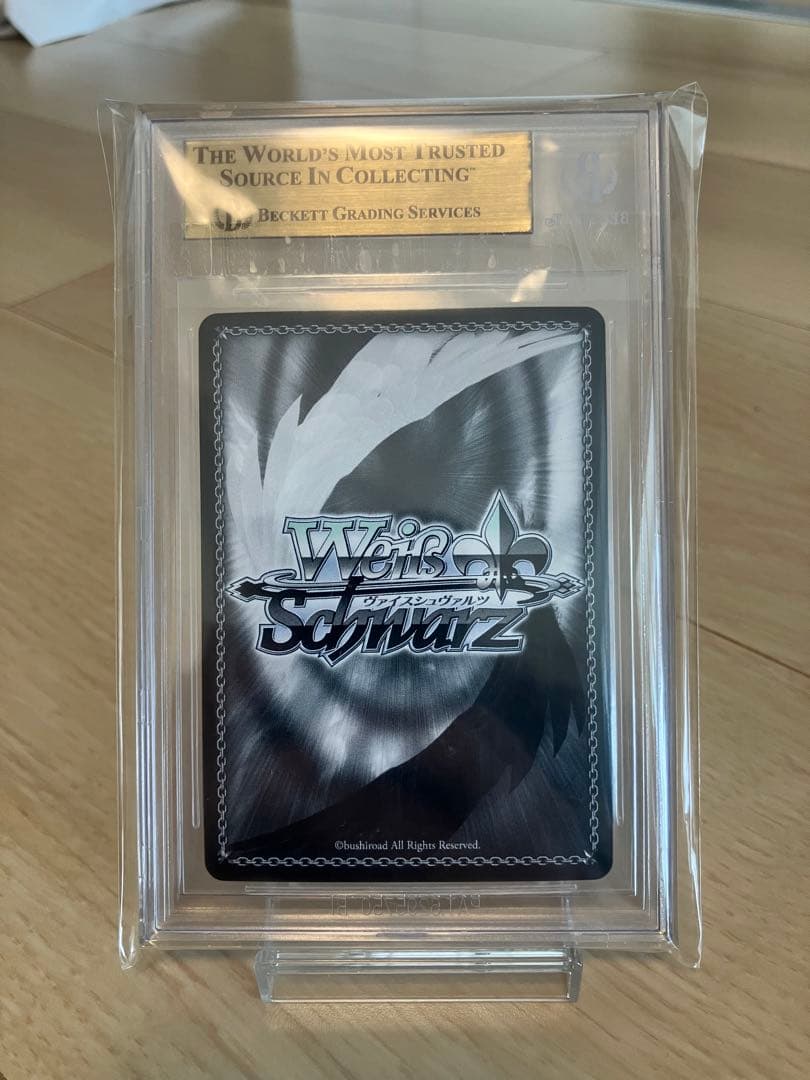 THE WORLD'S MOST TRUSTED
SOURCE IN COLLECTING™
BECKETT GRADING SERVICES
Weiß
ヴァイスシュヴァルツ
Schwarz
©bushiroad All Rights Reserved.